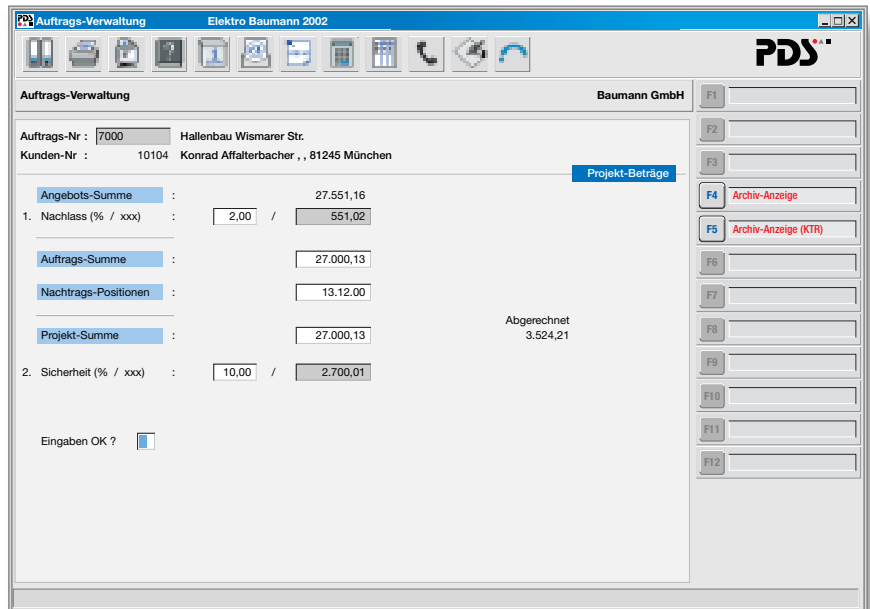 PDS Auftrags-Verwaltung Elektro Baumann 2002
PDS
Auftrags-Verwaltung Baumann GmbH
Auftrags-Nr : 7000 Hallenbau Wismarer Str.
Kunden-Nr : 10104 Konrad Affalterbacher , , 81245 München
Projekt-Beträge
Angebots-Summe : 27.551,16
1. Nachlass (% / xxx) : 2,00 / 551,02
Auftrags-Summe : 27.000,13
Nachtrags-Positionen : 13.12.00
Abgerechnet
Projekt-Summe : 27.000,13 3.524,21
2. Sicherheit (% / xxx) : 10,00 / 2.700,01
Eingaben OK ?
F1
F2
F3
F4 Archiv-Anzeige
F5 Archiv-Anzeige (KTR)
F6
F7
F8
F9
F10
F11
F12